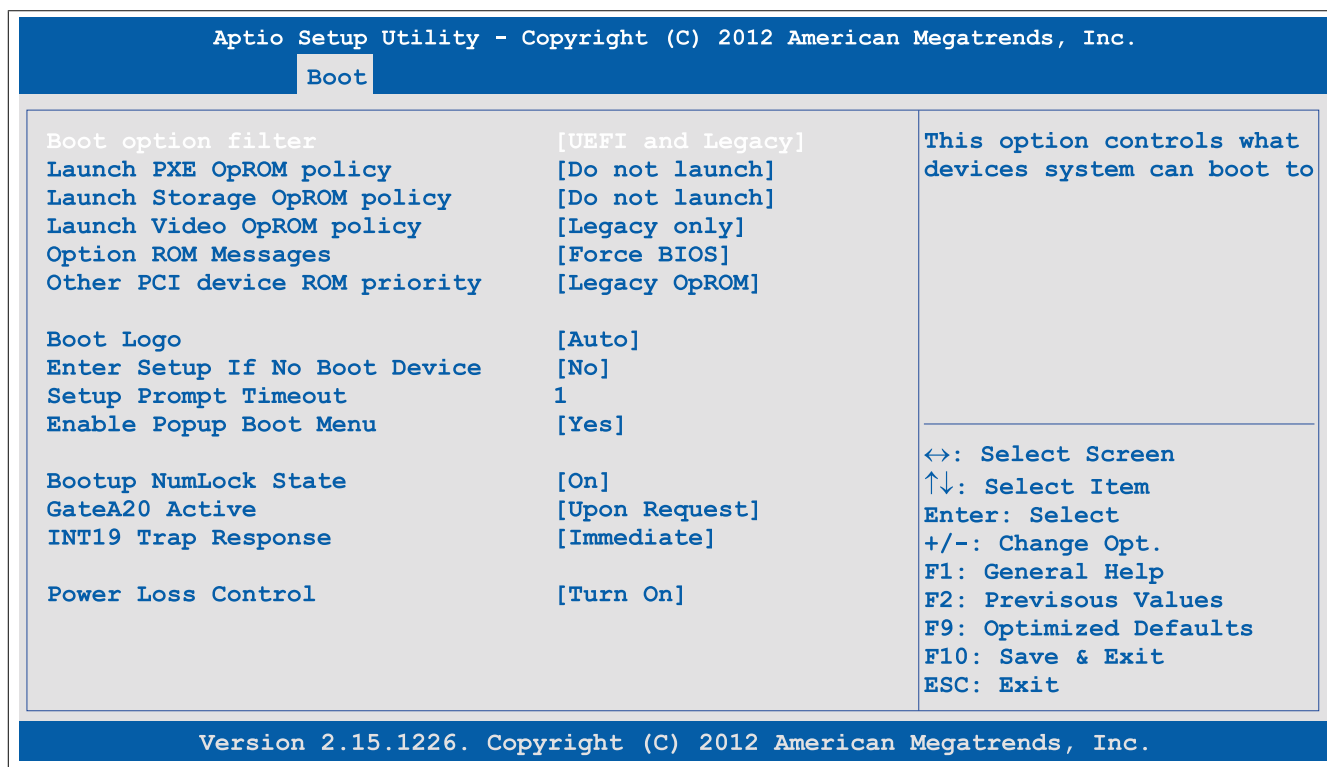 Aptio Setup Utility - Copyright (C) 2012 American Megatrends, Inc.
Boot
Boot option filter [UEFI and Legacy]
Launch PXE OpROM policy [Do not launch]
Launch Storage OpROM policy [Do not launch]
Launch Video OpROM policy [Legacy only]
Option ROM Messages [Force BIOS]
Other PCI device ROM priority [Legacy OpROM]
Boot Logo [Auto]
Enter Setup If No Boot Device [No]
Setup Prompt Timeout 1
Enable Popup Boot Menu [Yes]
Bootup NumLock State [On]
GateA20 Active [Upon Request]
INT19 Trap Response [Immediate]
Power Loss Control [Turn On]
This option controls what
devices system can boot to
↔: Select Screen
↑↓: Select Item
Enter: Select
+/-: Change Opt.
F1: General Help
F2: Previsous Values
F9: Optimized Defaults
F10: Save & Exit
ESC: Exit
Version 2.15.1226. Copyright (C) 2012 American Megatrends, Inc.